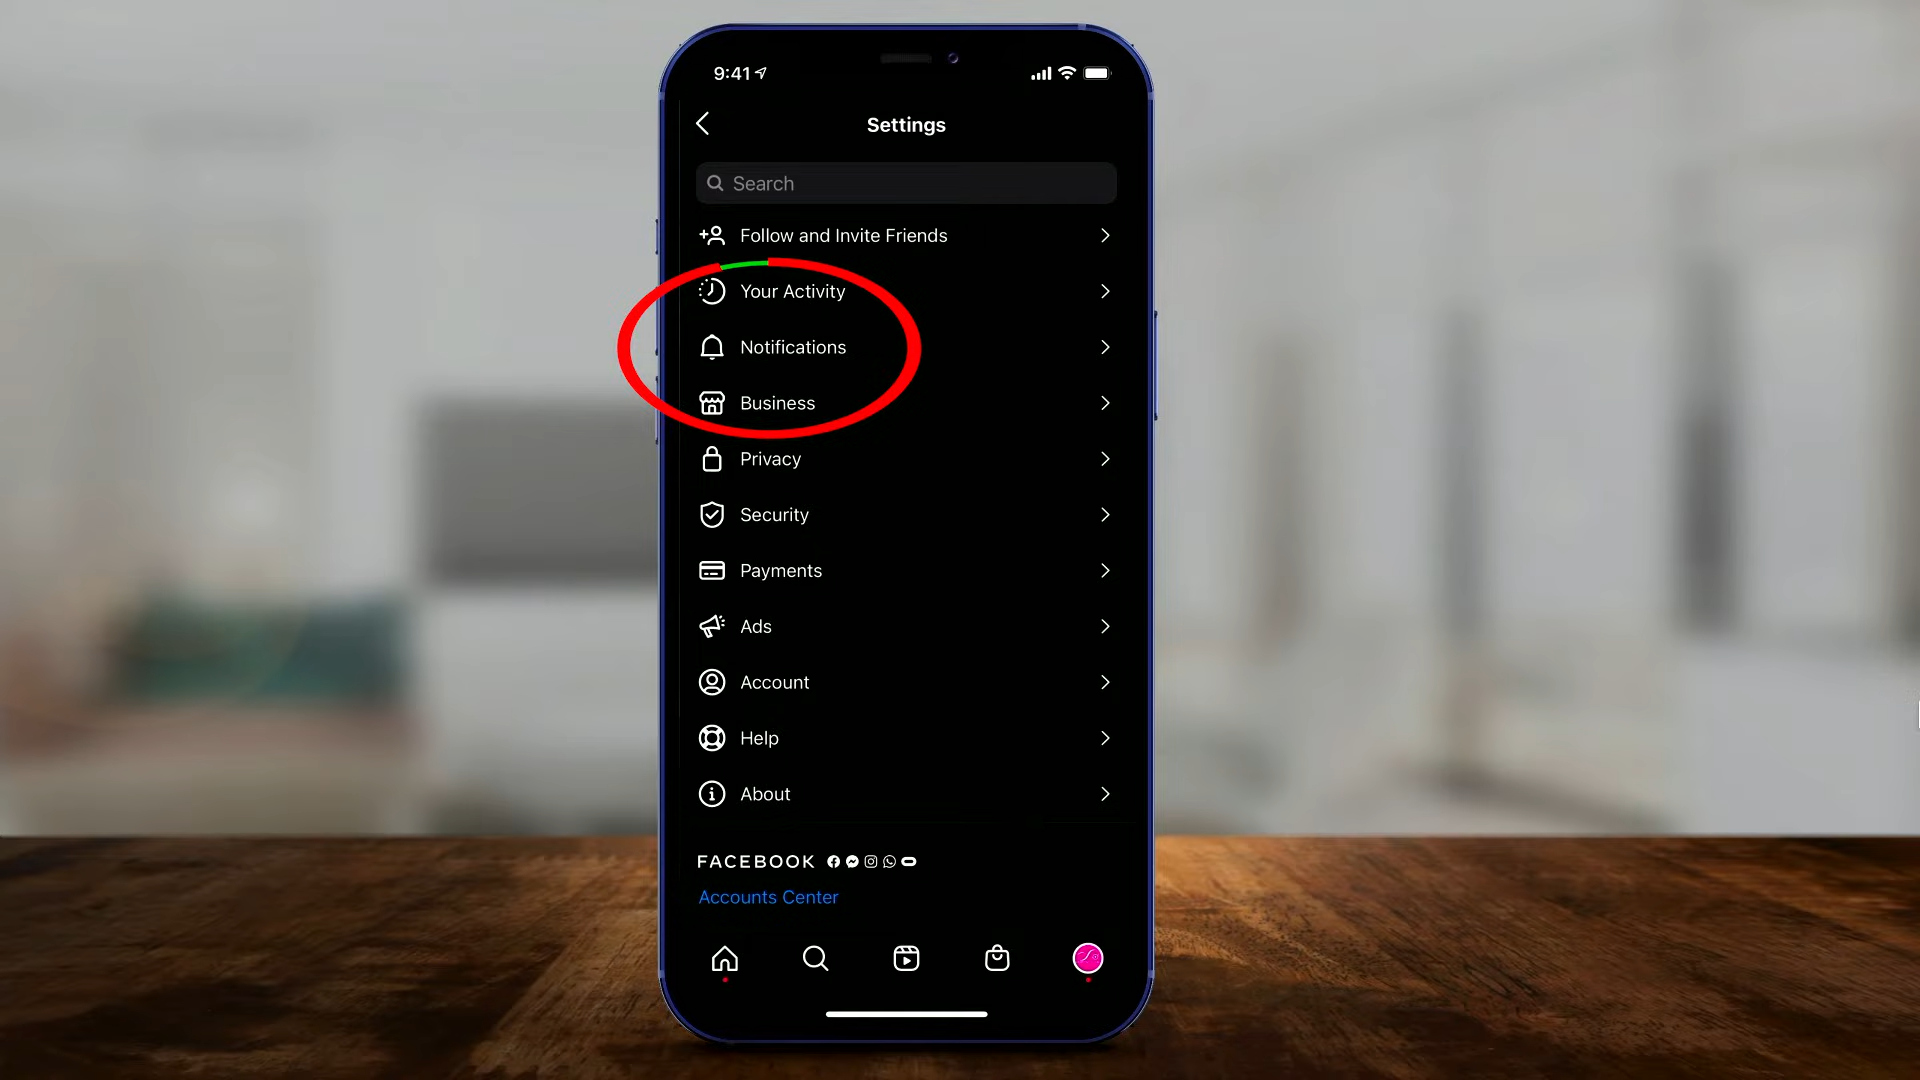 9:41
Settings
Search
Follow and Invite Friends
Your Activity
Notifications
Business
Privacy
Security
Payments
Ads
Account
Help
About
FACEBOOK
Accounts Center